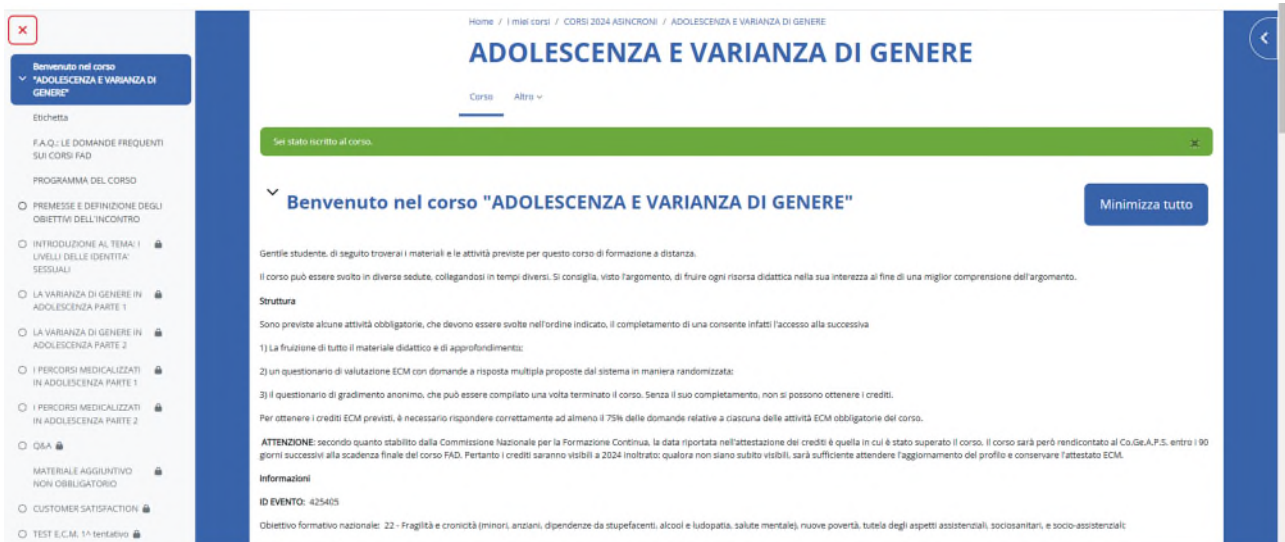 Benvenuto nel corso
"ADOLESCENZA E VARIANZA DI
GENERE"
Etichetta
F.A.Q.: LE DOMANDE FREQUENTI
SUI CORSI FAD
PROGRAMMA DEL CORSO
PREMESSE E DEFINIZIONE DEGLI
OBIETTIVI DELL'INCONTRO
INTRODUZIONE AL TEMA: I
LIVELLI DELLE IDENTITA'
SESSUALI
LA VARIANZA DI GENERE IN
ADOLESCENZA PARTE 1
LA VARIANZA DI GENERE IN
ADOLESCENZA PARTE 2
I PERCORSI MEDICALIZZATI
IN ADOLESCENZA PARTE 1
I PERCORSI MEDICALIZZATI
IN ADOLESCENZA PARTE 2
Q&A
MATERIALE AGGIUNTIVO
NON OBBLIGATORIO
CUSTOMER SATISFACTION
TEST E.C.M. 1^ tentativo
Home / I miei corsi / CORSI 2024 ASINCRONI / ADOLESCENZA E VARIANZA DI GENERE
ADOLESCENZA E VARIANZA DI GENERE
Corso Altro
Sei stato iscritto al corso.
Benvenuto nel corso "ADOLESCENZA E VARIANZA DI GENERE"
Minimizza tutto
Gentile studente, di seguito troverai i materiali e le attività previste per questo corso di formazione a distanza.
Il corso può essere svolto in diverse sedute, collegandosi in tempi diversi. Si consiglia, visto l'argomento, di fruire ogni risorsa didattica nella sua interezza al fine di una miglior comprensione dell'argomento.
Struttura
Sono previste alcune attività obbligatorie, che devono essere svolte nell'ordine indicato, il completamento di una consente infatti l'accesso alla successiva
1) La fruizione di tutto il materiale didattico e di approfondimento;
2) un questionario di valutazione ECM con domande a risposta multipla proposte dal sistema in maniera randomizzata;
3) il questionario di gradimento anonimo, che può essere compilato una volta terminato il corso. Senza il suo completamento, non si possono ottenere i crediti.
Per ottenere i crediti ECM previsti, è necessario rispondere correttamente ad almeno il 75% delle domande relative a ciascuna delle attività ECM obbligatorie del corso.
ATTENZIONE: secondo quanto stabilito dalla Commissione Nazionale per la Formazione Continua, la data riportata nell'attestazione dei crediti è quella in cui è stato superato il corso. Il corso sarà però rendicontato al Co.Ge.A.P.S. entro i 90
giorni successivi alla scadenza finale del corso FAD. Pertanto i crediti saranno visibili a 2024 inoltrato: qualora non siano subito visibili, sarà sufficiente attendere l'aggiornamento del profilo e conservare l'attestato ECM.
Informazioni
ID EVENTO: 425405
Obiettivo formativo nazionale: 22 - Fragilità e cronicità (minori, anziani, dipendenze da stupefacenti, alcool e ludopatia, salute mentale), nuove povertà, tutela degli aspetti assistenziali, sociosanitari, e socio-assistenziali;